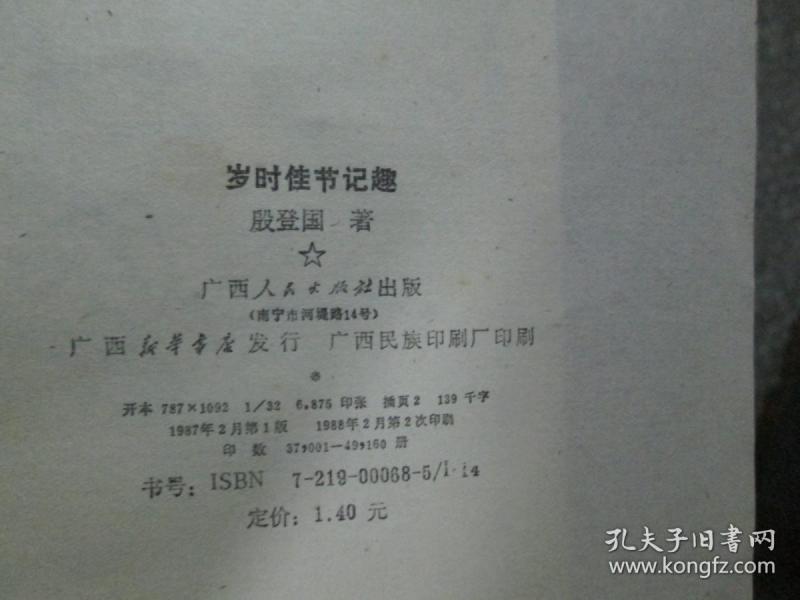 岁时佳节记趣
殷登国 著
☆
广西人民出版社出版
(南宁市河堤路14号)
广西新华书店发行 广西民族印刷厂印刷
开本 787×1092 1/32 6.875 印张 插页2 139 千字
1987年2月第1版 1988年2月第2次印刷
印数 37,001—49,160 册
书号: ISBN 7-219-00068-5/I·14
定价: 1.40 元
孔夫子旧书网
www.kongfz.com